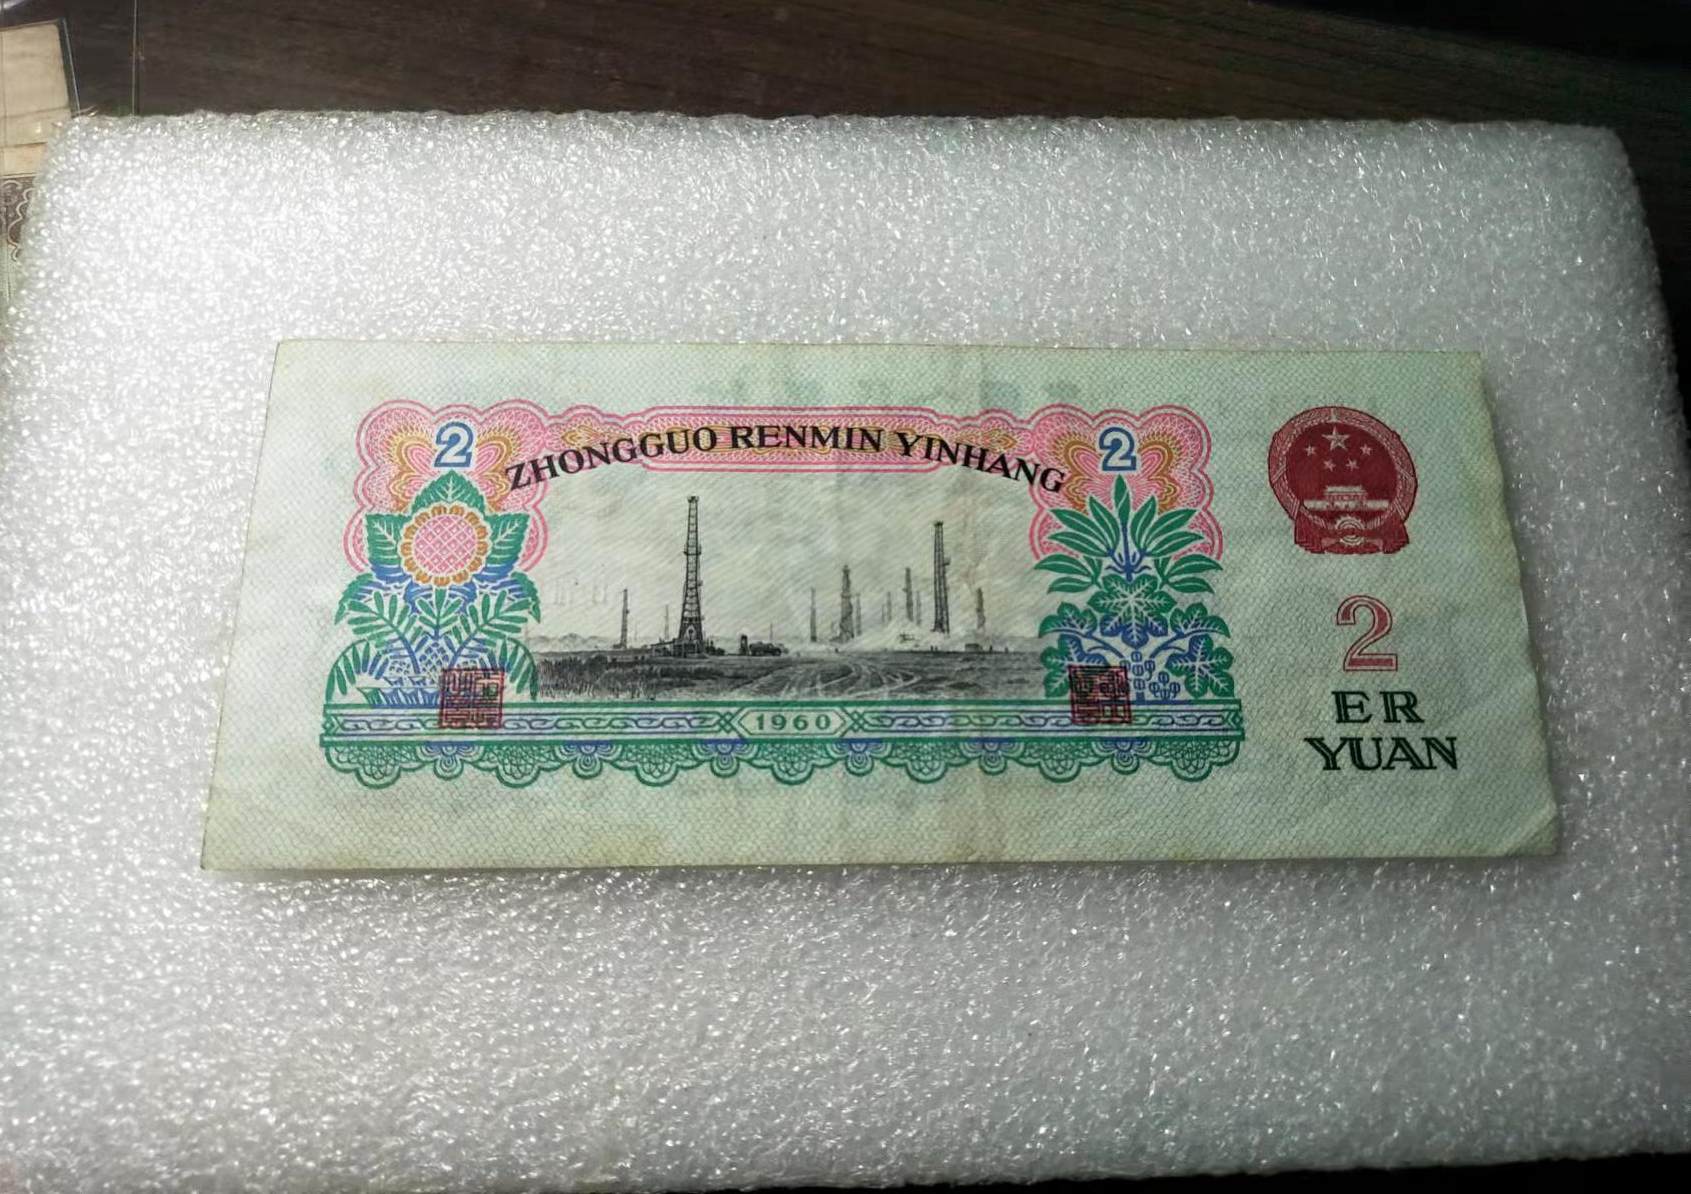 2
ZHONGGUO RENMIN YINHANG
2
1960
2
ER
YUAN